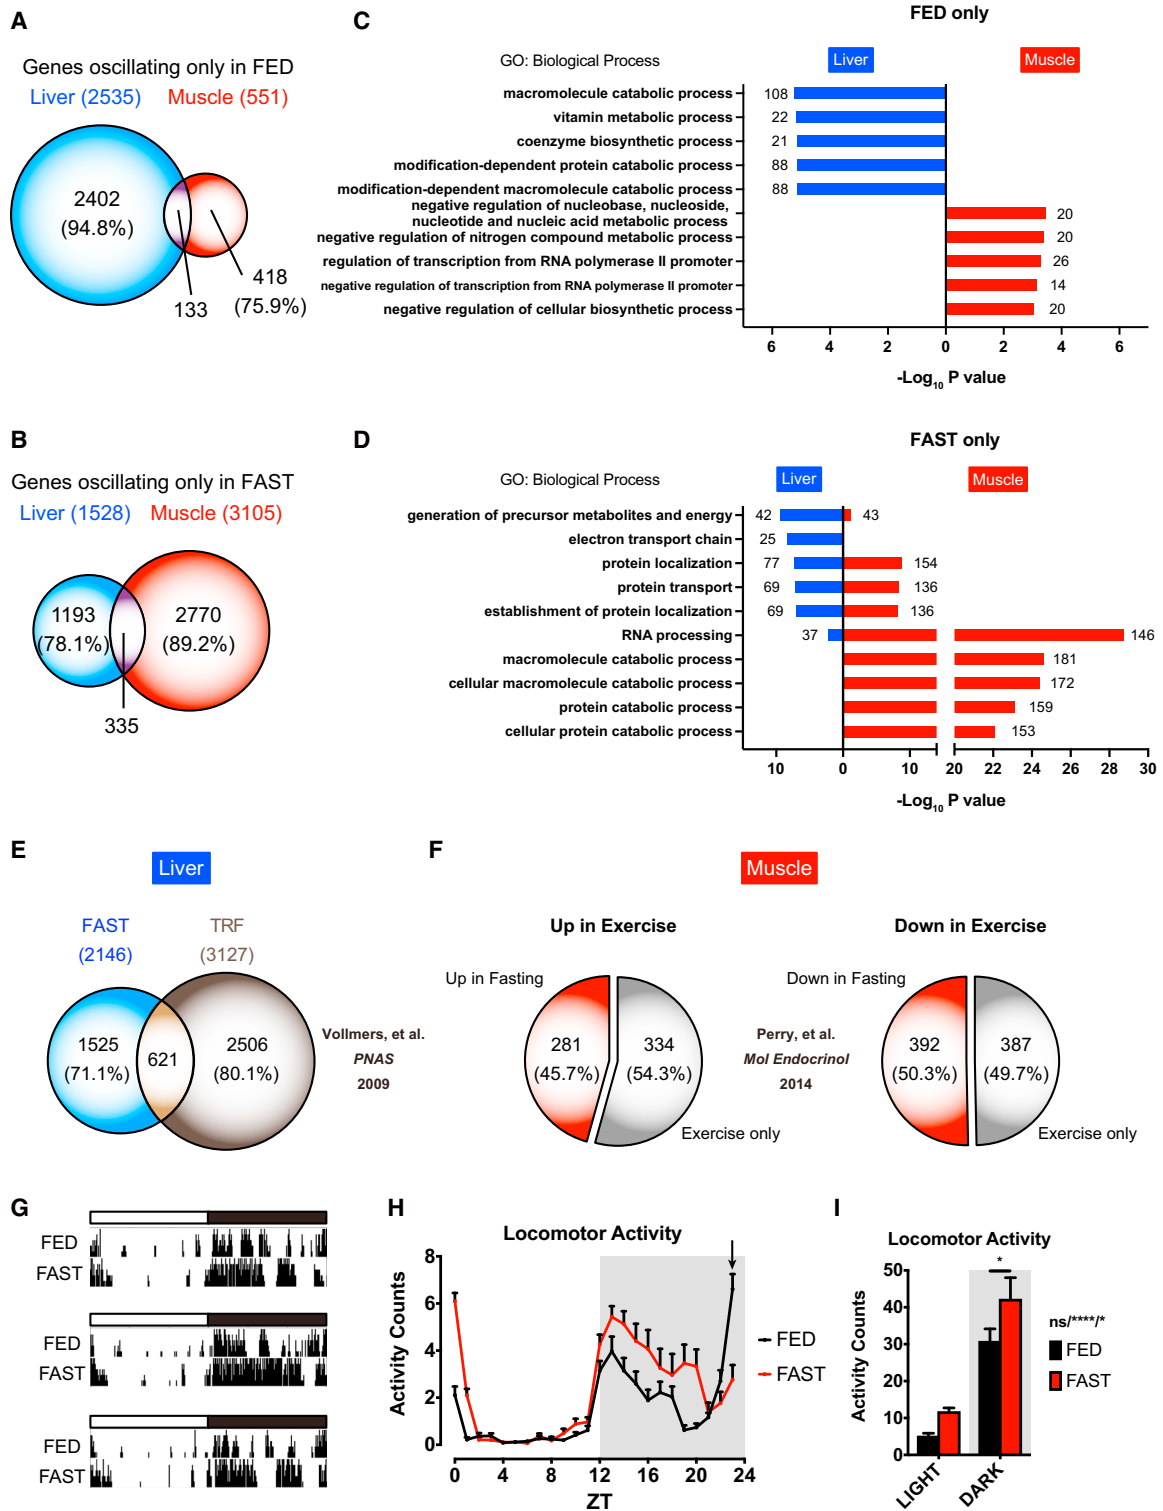 A
Genes oscillating only in FED
Liver (2535) Muscle (551)
2402
(94.8%)
133
418
(75.9%)
C
FED only
GO: Biological Process
Liver
Muscle
macromolecule catabolic process 108
vitamin metabolic process 22
coenzyme biosynthetic process 21
modification-dependent protein catabolic process 88
modification-dependent macromolecule catabolic process 88
negative regulation of nucleobase, nucleoside,
nucleotide and nucleic acid metabolic process 20
negative regulation of nitrogen compound metabolic process 20
regulation of transcription from RNA polymerase II promoter 26
negative regulation of transcription from RNA polymerase II promoter 14
negative regulation of cellular biosynthetic process 20
6 4 2 0 2 4 6
-Log10 P value
B
Genes oscillating only in FAST
Liver (1528) Muscle (3105)
1193
(78.1%)
2770
(89.2%)
335
D
FAST only
GO: Biological Process
Liver
Muscle
generation of precursor metabolites and energy 42 43
electron transport chain 25
protein localization 77 154
protein transport 69 136
establishment of protein localization 69 136
RNA processing 37 146
macromolecule catabolic process 181
cellular macromolecule catabolic process 172
protein catabolic process 159
cellular protein catabolic process 153
10 0 10 20 22 24 26 28 30
-Log10 P value
E
Liver
FAST
(2146)
TRF
(3127)
1525
(71.1%)
621
2506
(80.1%)
Vollmers, et al.
PNAS
2009
F
Muscle
Up in Exercise
Up in Fasting
281
(45.7%)
334
(54.3%)
Exercise only
Perry, et al.
Mol Endocrinol
2014
Down in Exercise
Down in Fasting
392
(50.3%)
387
(49.7%)
Exercise only
G
FED
FAST
FED
FAST
FED
FAST
H
Locomotor Activity
Activity Counts
8
6
4
2
0
0 4 8 12 16 20 24
ZT
FED
FAST
I
Locomotor Activity
*
Activity Counts
50
40
30
20
10
0
LIGHT
DARK
ns/****/*
FED
FAST